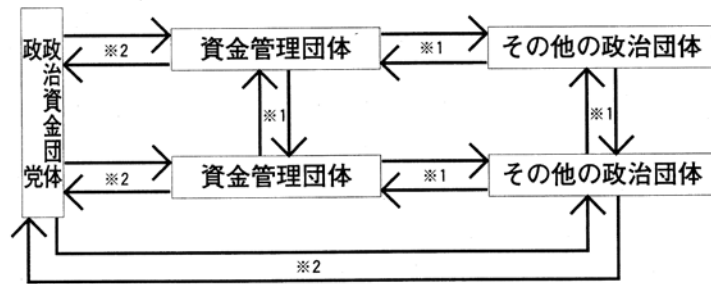 政党
政治資金団体
※2
資金管理団体
※1
その他の政治団体
※1
※1
※2
資金管理団体
※1
その他の政治団体
※2